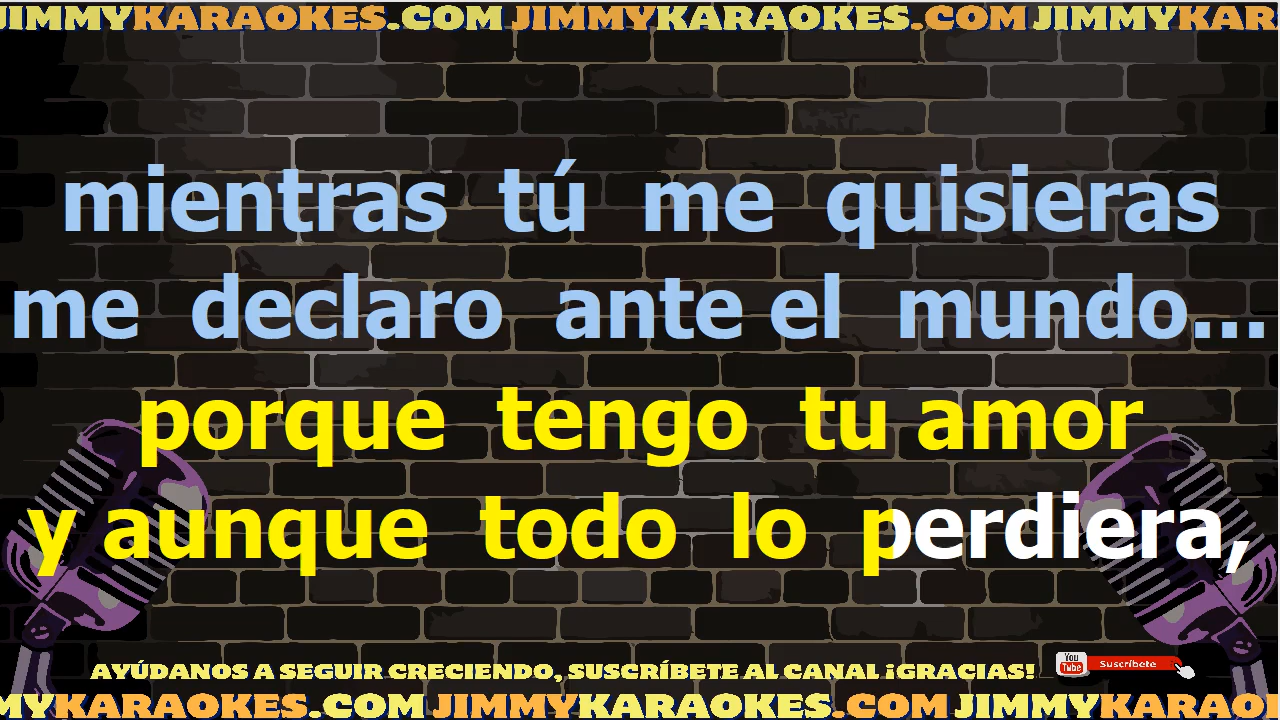 JIMMYKARAOKES.COM JIMMYKARAOKES.COM JIMMYKAR
mientras tú me quisieras
me declaro ante el mundo...
porque tengo tu amor
y aunque todo lo perdiera,
AYÚDANOS A SEGUIR CRECIENDO, SUSCRÍBETE AL CANAL ¡GRACIAS!
You Tube Suscríbete
MYKARAOKES.COM JIMMYKARAOKES.COM JIMMYKARAOK